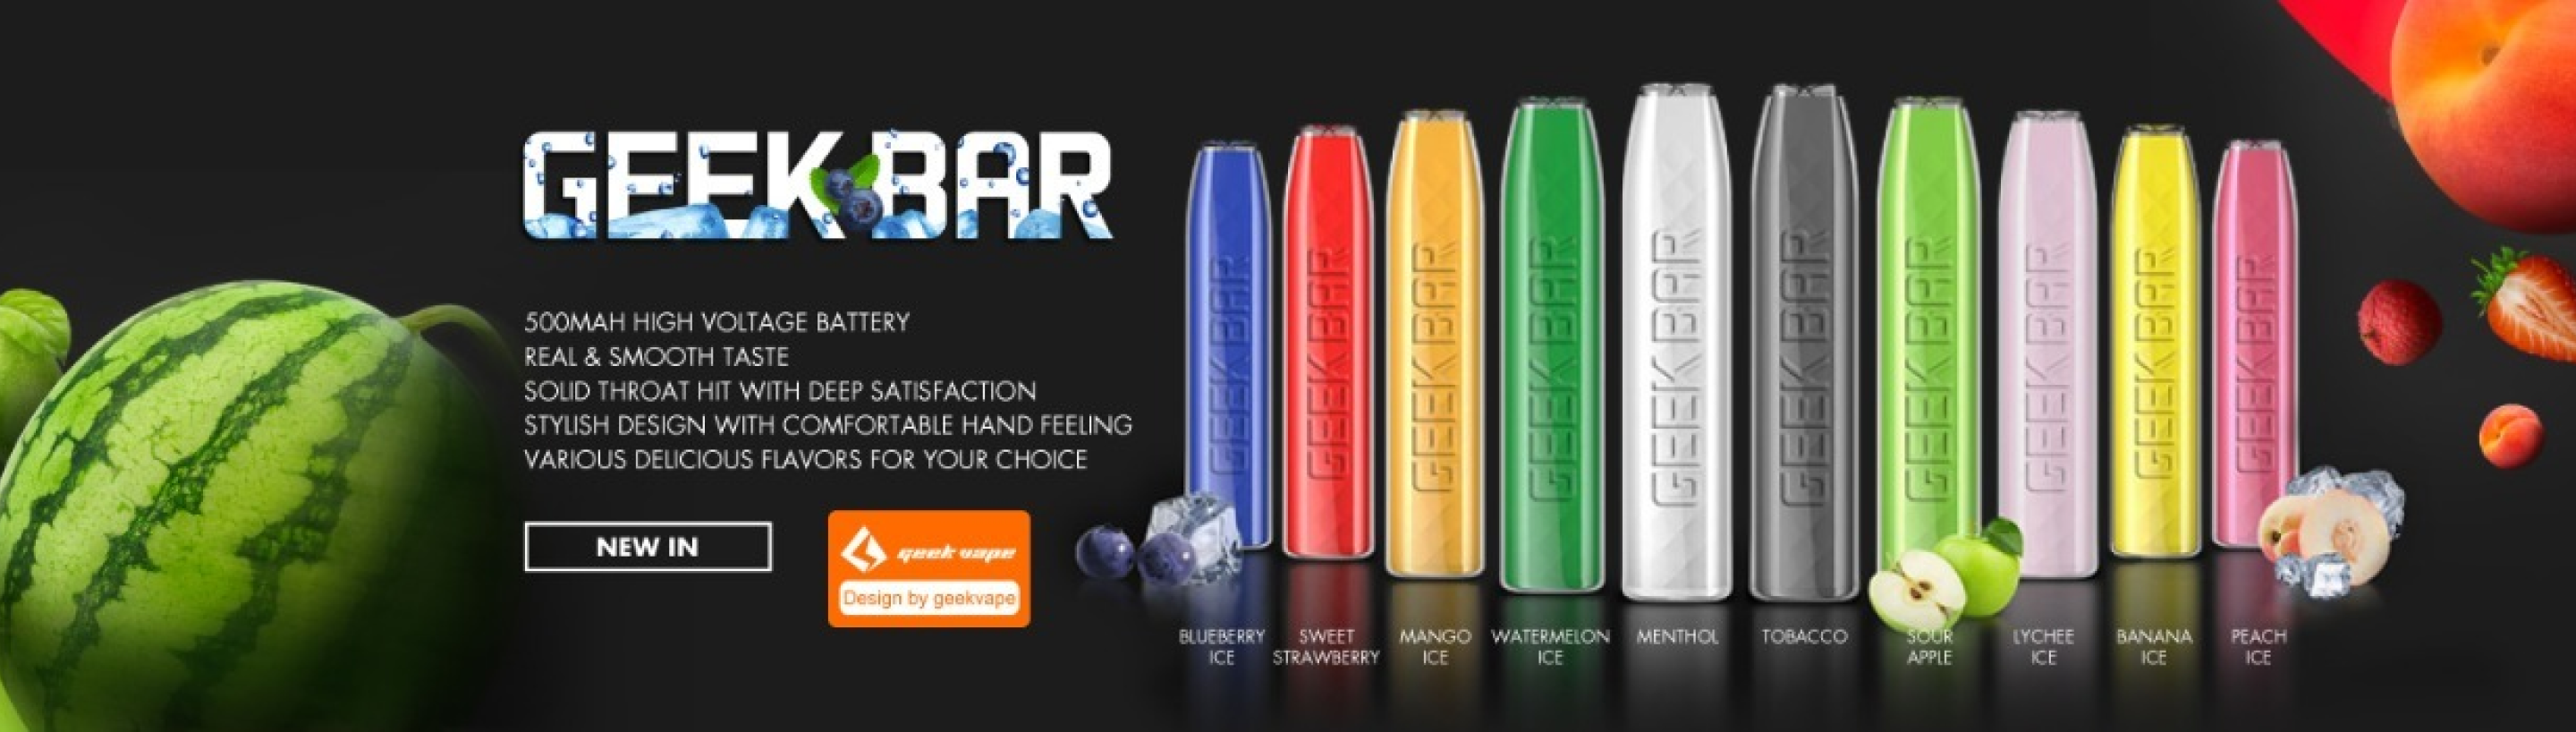 GEEK BAR
500MAH HIGH VOLTAGE BATTERY
REAL & SMOOTH TASTE
SOLID THROAT HIT WITH DEEP SATISFACTION
STYLISH DESIGN WITH COMFORTABLE HAND FEELING
VARIOUS DELICIOUS FLAVORS FOR YOUR CHOICE
NEW IN
geek vape
Design by geekvape
GEEK BAR
GEEK BAR
GEEK BAR
GEEK BAR
GEEK BAR
GEEK BAR
GEEK BAR
GEEK BAR
GEEK BAR
GEEK BAR
BLUEBERRY
ICE
SWEET
STRAWBERRY
MANGO
ICE
WATERMELON
ICE
MENTHOL
TOBACCO
SOUR
APPLE
LYCHEE
ICE
BANANA
ICE
PEACH
ICE